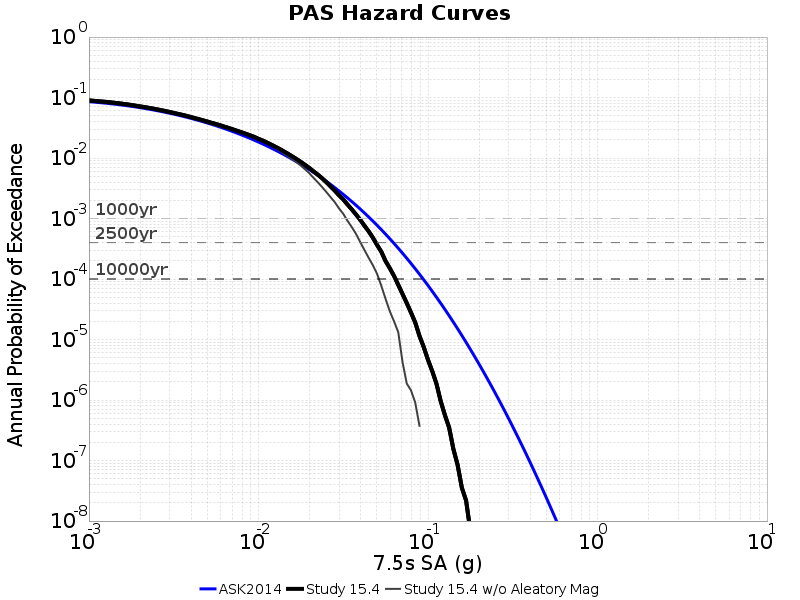 PAS Hazard Curves
10^0
10^-1
10^-2
10^-3
10^-4
10^-5
10^-6
10^-7
10^-8
Annual Probability of Exceedance
1000yr
2500yr
10000yr
10^-3 10^-2 10^-1 10^0 10^1
7.5s SA (g)
ASK2014 Study 15.4 Study 15.4 w/o Aleatory Mag